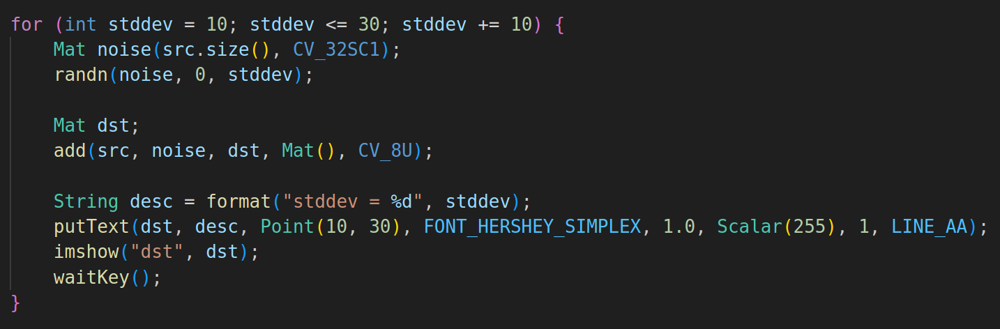 for (int stddev = 10; stddev <= 30; stddev += 10) {
    Mat noise(src.size(), CV_32SC1);
    randn(noise, 0, stddev);

    Mat dst;
    add(src, noise, dst, Mat(), CV_8U);

    String desc = format("stddev = %d", stddev);
    putText(dst, desc, Point(10, 30), FONT_HERSHEY_SIMPLEX, 1.0, Scalar(255), 1, LINE_AA);
    imshow("dst", dst);
    waitKey();
}